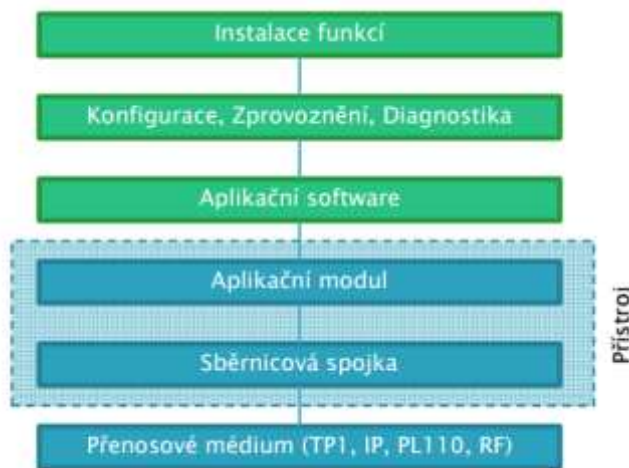 Instalace funkcí
Konfigurace, Zprovoznění, Diagnostika
Aplikační software
Aplikační modul
Sběrnicová spojka
Přístroj
Přenosové médium (TP1, IP, PL110, RF)